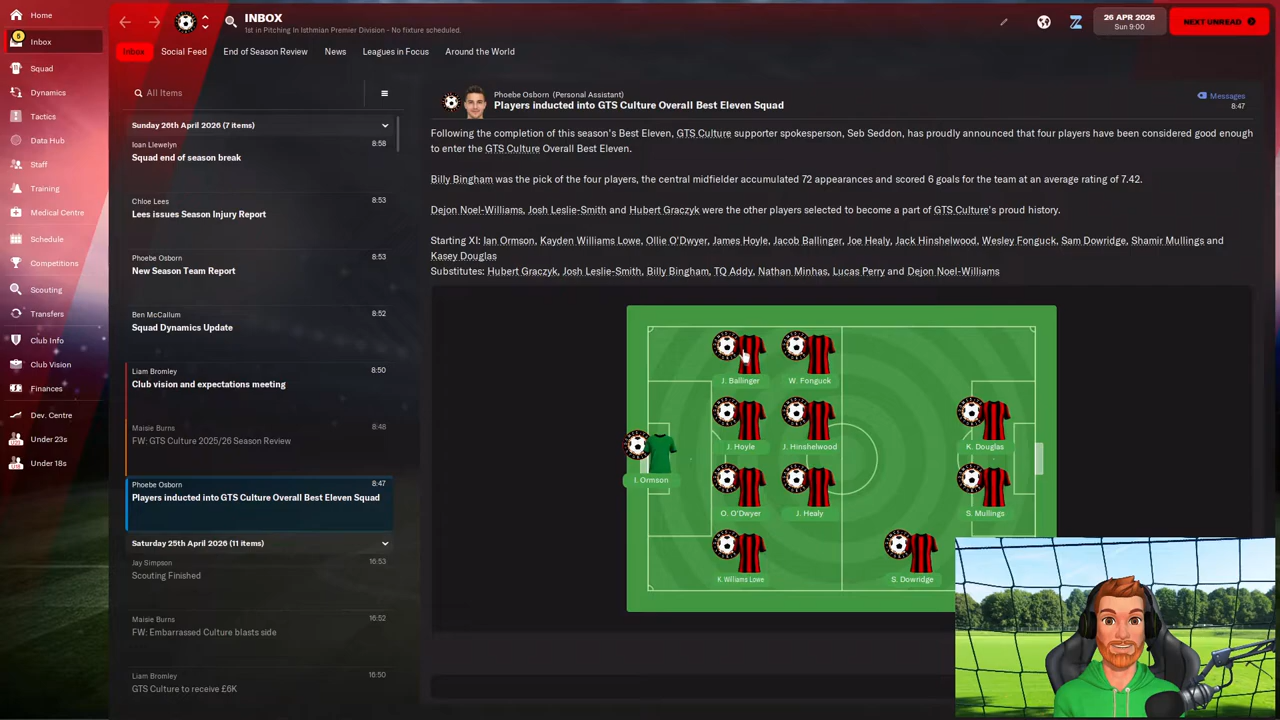 Home
INBOX
1st in Pitching In Isthmian Premier Division - No fixture scheduled.
26 APR 2026
Sun 9:00
NEXT UNREAD
5
Inbox
Inbox
Social Feed
End of Season Review
News
Leagues in Focus
Around the World
Squad
Dynamics
Tactics
Data Hub
Staff
Training
Medical Centre
Schedule
Competitions
Scouting
Transfers
Club Info
Club Vision
Finances
Dev. Centre
Under 23s
Under 18s
All Items
Sunday 26th April 2026 (7 items)
Ioan Llewelyn 8:58
Squad end of season break
Chloe Lees 8:53
Lees issues Season Injury Report
Phoebe Osborn 8:53
New Season Team Report
Ben McCallum 8:52
Squad Dynamics Update
Liam Bromley 8:50
Club vision and expectations meeting
Maisie Burns 8:48
FW: GTS Culture 2025/26 Season Review
Phoebe Osborn 8:47
Players inducted into GTS Culture Overall Best Eleven Squad
Saturday 25th April 2026 (11 items)
Jay Simpson 16:53
Scouting Finished
Maisie Burns 16:52
FW: Embarrassed Culture blasts side
Liam Bromley 16:50
GTS Culture to receive £6K
Phoebe Osborn (Personal Assistant)
Players inducted into GTS Culture Overall Best Eleven Squad
Messages
8:47
Following the completion of this season's Best Eleven, GTS Culture supporter spokesperson, Seb Seddon, has proudly announced that four players have been considered good enough
to enter the GTS Culture Overall Best Eleven.
Billy Bingham was the pick of the four players, the central midfielder accumulated 72 appearances and scored 6 goals for the team at an average rating of 7.42.
Dejon Noel-Williams, Josh Leslie-Smith and Hubert Graczyk were the other players selected to become a part of GTS Culture's proud history.
Starting XI: Ian Ormson, Kayden Williams Lowe, Ollie O'Dwyer, James Hoyle, Jacob Ballinger, Joe Healy, Jack Hinshelwood, Wesley Fonguck, Sam Dowridge, Shamir Mullings and
Kasey Douglas
Substitutes: Hubert Graczyk, Josh Leslie-Smith, Billy Bingham, TQ Addy, Nathan Minhas, Lucas Perry and Dejon Noel-Williams
J. Ballinger
W. Fonguck
J. Hoyle
J. Hinshelwood
K. Douglas
I. Ormson
O. O'Dwyer
J. Healy
S. Mullings
K. Williams Lowe
S. Dowridge